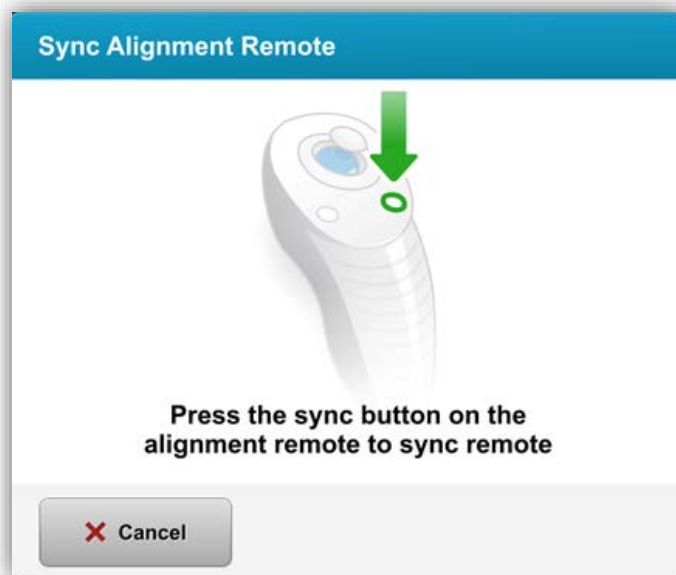 Sync Alignment Remote
Press the sync button on the
alignment remote to sync remote
Cancel